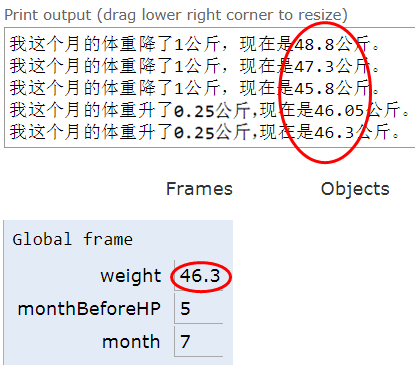 Print output (drag lower right corner to resize)
我这个月的体重降了1公斤，现在是48.8公斤。
我这个月的体重降了1公斤，现在是47.3公斤。
我这个月的体重降了1公斤，现在是45.8公斤。
我这个月的体重升了0.25公斤,现在是46.05公斤。
我这个月的体重升了0.25公斤,现在是46.3公斤。
Frames Objects
Global frame
weight 46.3
monthBeforeHP 5
month 7